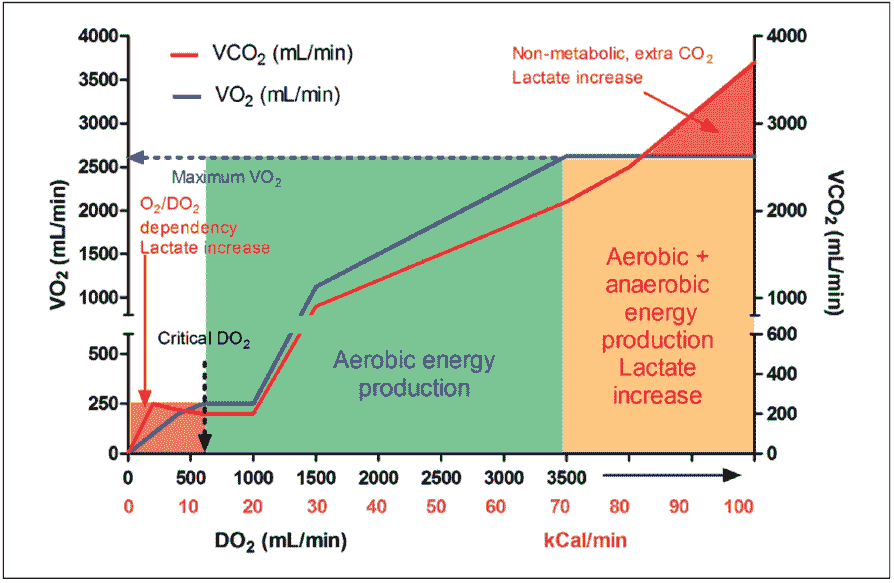 4000
3500
3000
2500
2000
1500
1000
500
250
0
VO2 (mL/min)
VCO2 (mL/min)
VO2 (mL/min)
Non-metabolic, extra CO2
Lactate increase
Maximum VO2
O2/DO2
dependency
Lactate increase
Critical DO2
Aerobic energy
production
Aerobic +
anaerobic
energy
production
Lactate
increase
4000
3000
2000
1000
600
400
200
0
VCO2 (mL/min)
0 500 1000 1500 2000 2500 3000 3500
0 10 20 30 40 50 60 70 80 90 100
DO2 (mL/min) kCal/min